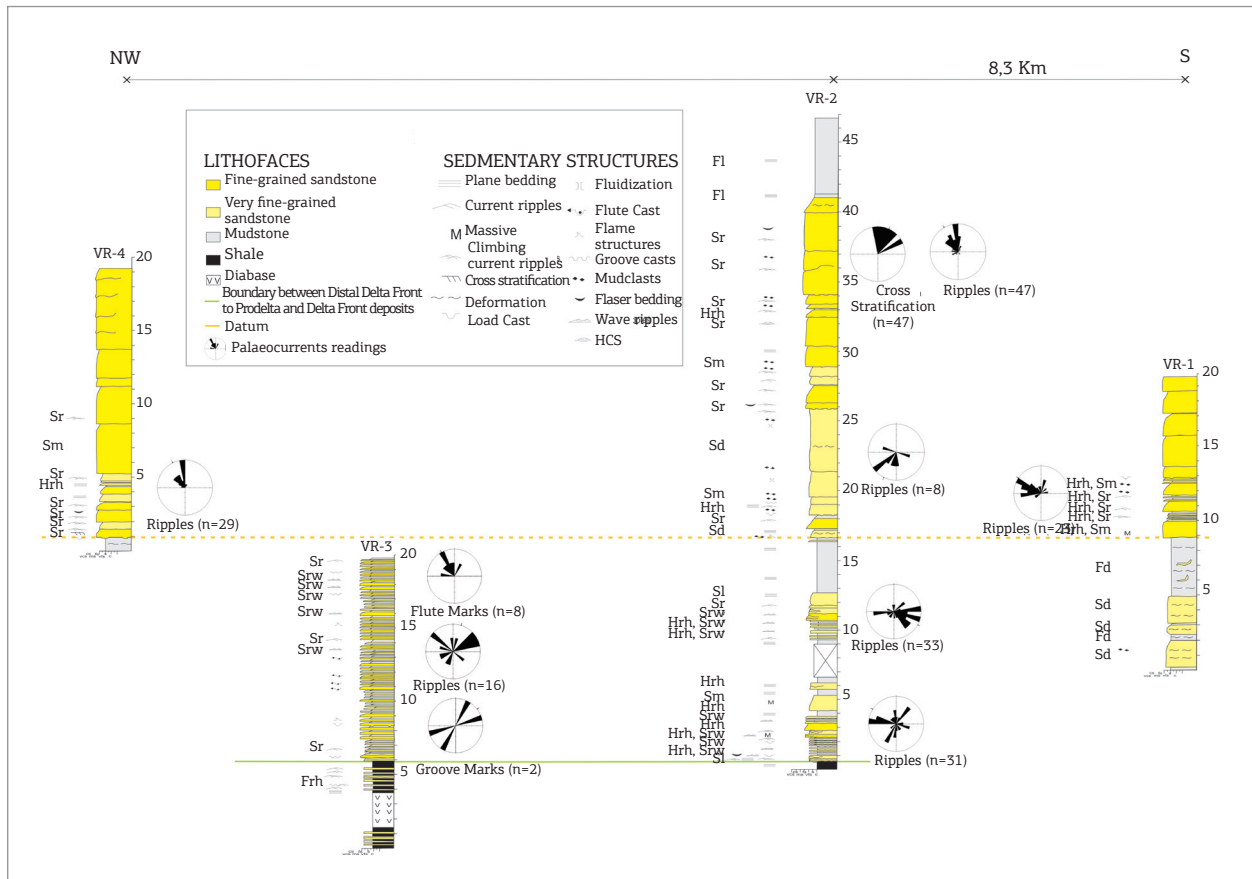 NW
S
8,3 Km
LITHOFACES
Fine-grained sandstone
Very fine-grained
sandstone
Mudstone
Shale
Diabase
Boundary between Distal Delta Front
to Prodelta and Delta Front deposits
Datum
Palaeocurrents readings
SEDMENTARY STRUCTURES
Plane bedding
Current ripples
M Massive
Climbing
current ripples
Cross stratification
Deformation
Load Cast
Fluidization
Flute Cast
Flame
structures
Groove casts
Mudclasts
Flaser bedding
Wave ripples
HCS
VR-4
20
15
10
5
Sr
Sm
Sr
Hrh
Sr
Sr
Sr
Sr
Ripples (n=29)
VR-3
20
15
10
5
Sr
Srw
Srw
Srw
Srw
Sr
Srw
Sr
Frh
Flute Marks (n=8)
Ripples (n=16)
Groove Marks (n=2)
VR-2
45
40
35
30
25
20
15
10
5
Fl
Fl
Sr
Sr
Sr
Hrh
Sr
Sm
Sr
Sr
Sd
Sm
Hrh
Sr
Sd
Sl
Sr
Srw
Hrh, Srw
Hrh, Srw
Hrh
Sm
Hrh
Srw
Hrh
Hrh, Srw
Srw
Hrh, Srw
Sl
M
M
Cross
Stratification
(n=47)
Ripples (n=47)
Ripples (n=8)
Ripples (n=33)
Ripples (n=31)
VR-1
20
15
10
5
Hrh, Sm
Hrh, Sr
Hrh, Sr
Hrh, Sm
M
Ripples (n=23)
Fd
Sd
Sd
Fd
Sd